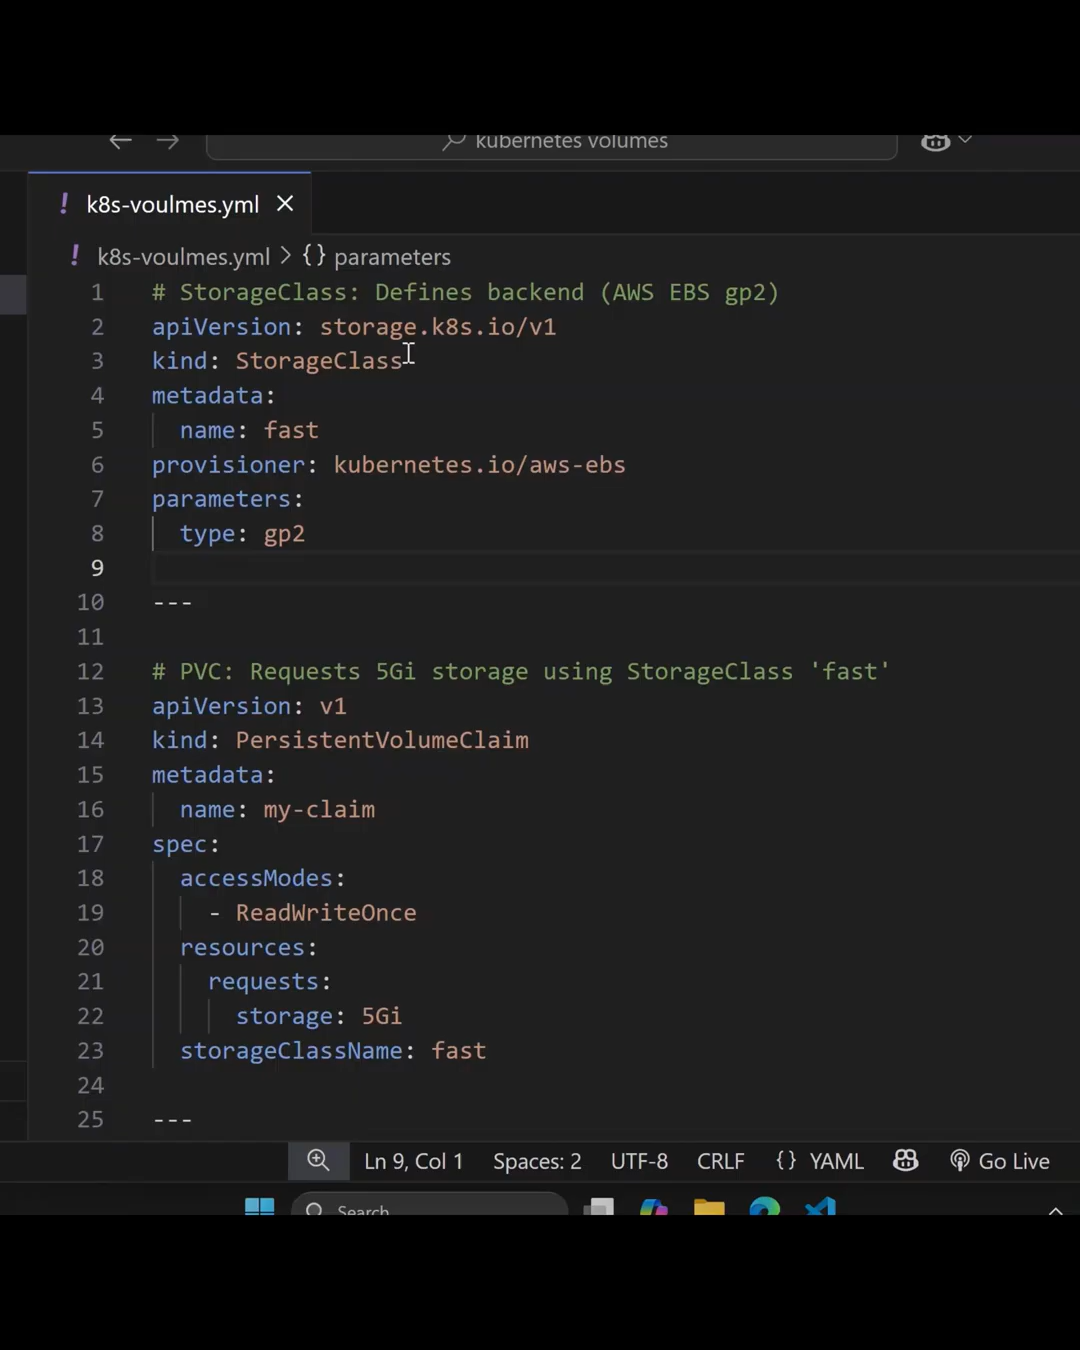 kubernetes volumes
! k8s-voulmes.yml ×
! k8s-voulmes.yml > {} parameters
1 # StorageClass: Defines backend (AWS EBS gp2)
2 apiVersion: storage.k8s.io/v1
3 kind: StorageClass
4 metadata:
5   name: fast
6 provisioner: kubernetes.io/aws-ebs
7 parameters:
8   type: gp2
9
10 ---
11
12 # PVC: Requests 5Gi storage using StorageClass 'fast'
13 apiVersion: v1
14 kind: PersistentVolumeClaim
15 metadata:
16   name: my-claim
17 spec:
18   accessModes:
19     - ReadWriteOnce
20   resources:
21     requests:
22       storage: 5Gi
23   storageClassName: fast
24
25 ---
Ln 9, Col 1 Spaces: 2 UTF-8 CRLF {} YAML Go Live
Search